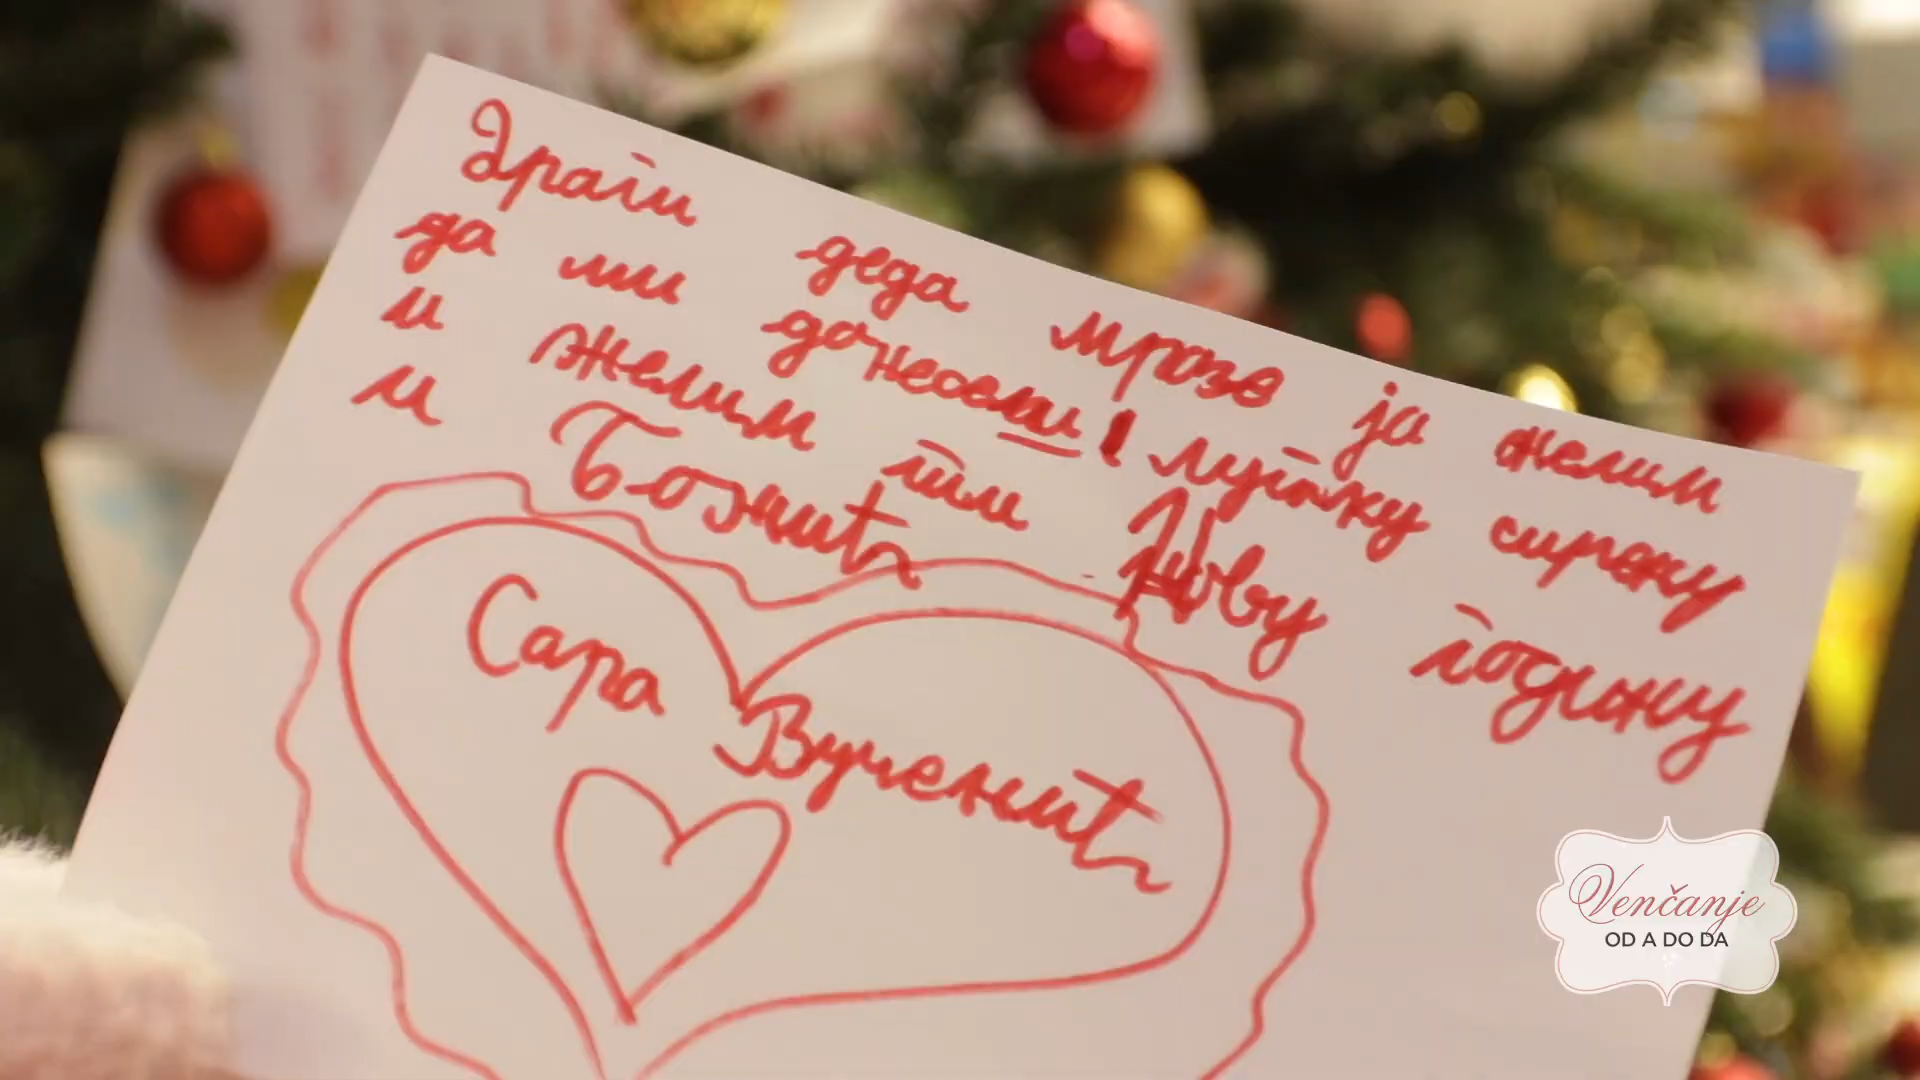 Драги деда мразе ја желим
да ми донесеш лутку сирену
и желим ти Нову годину
и Божић
Сара Вученић
Venčanje
OD A DO DA